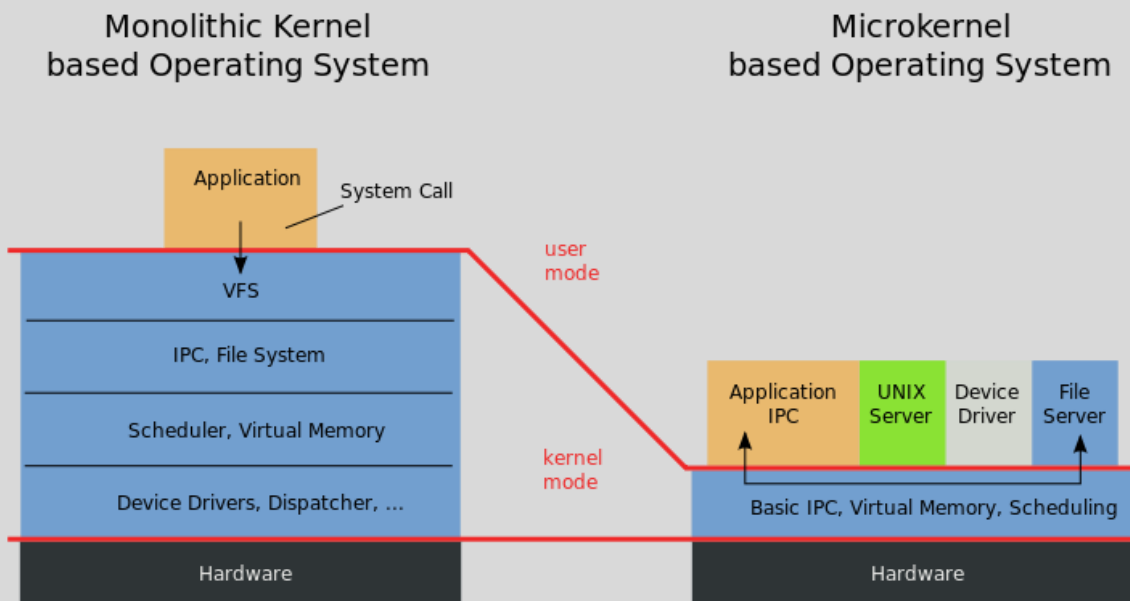 Monolithic Kernel
based Operating System
Application
System Call
VFS
IPC, File System
Scheduler, Virtual Memory
Device Drivers, Dispatcher, ...
Hardware
user
mode
kernel
mode
Microkernel
based Operating System
Application
IPC
UNIX
Server
Device
Driver
File
Server
Basic IPC, Virtual Memory, Scheduling
Hardware